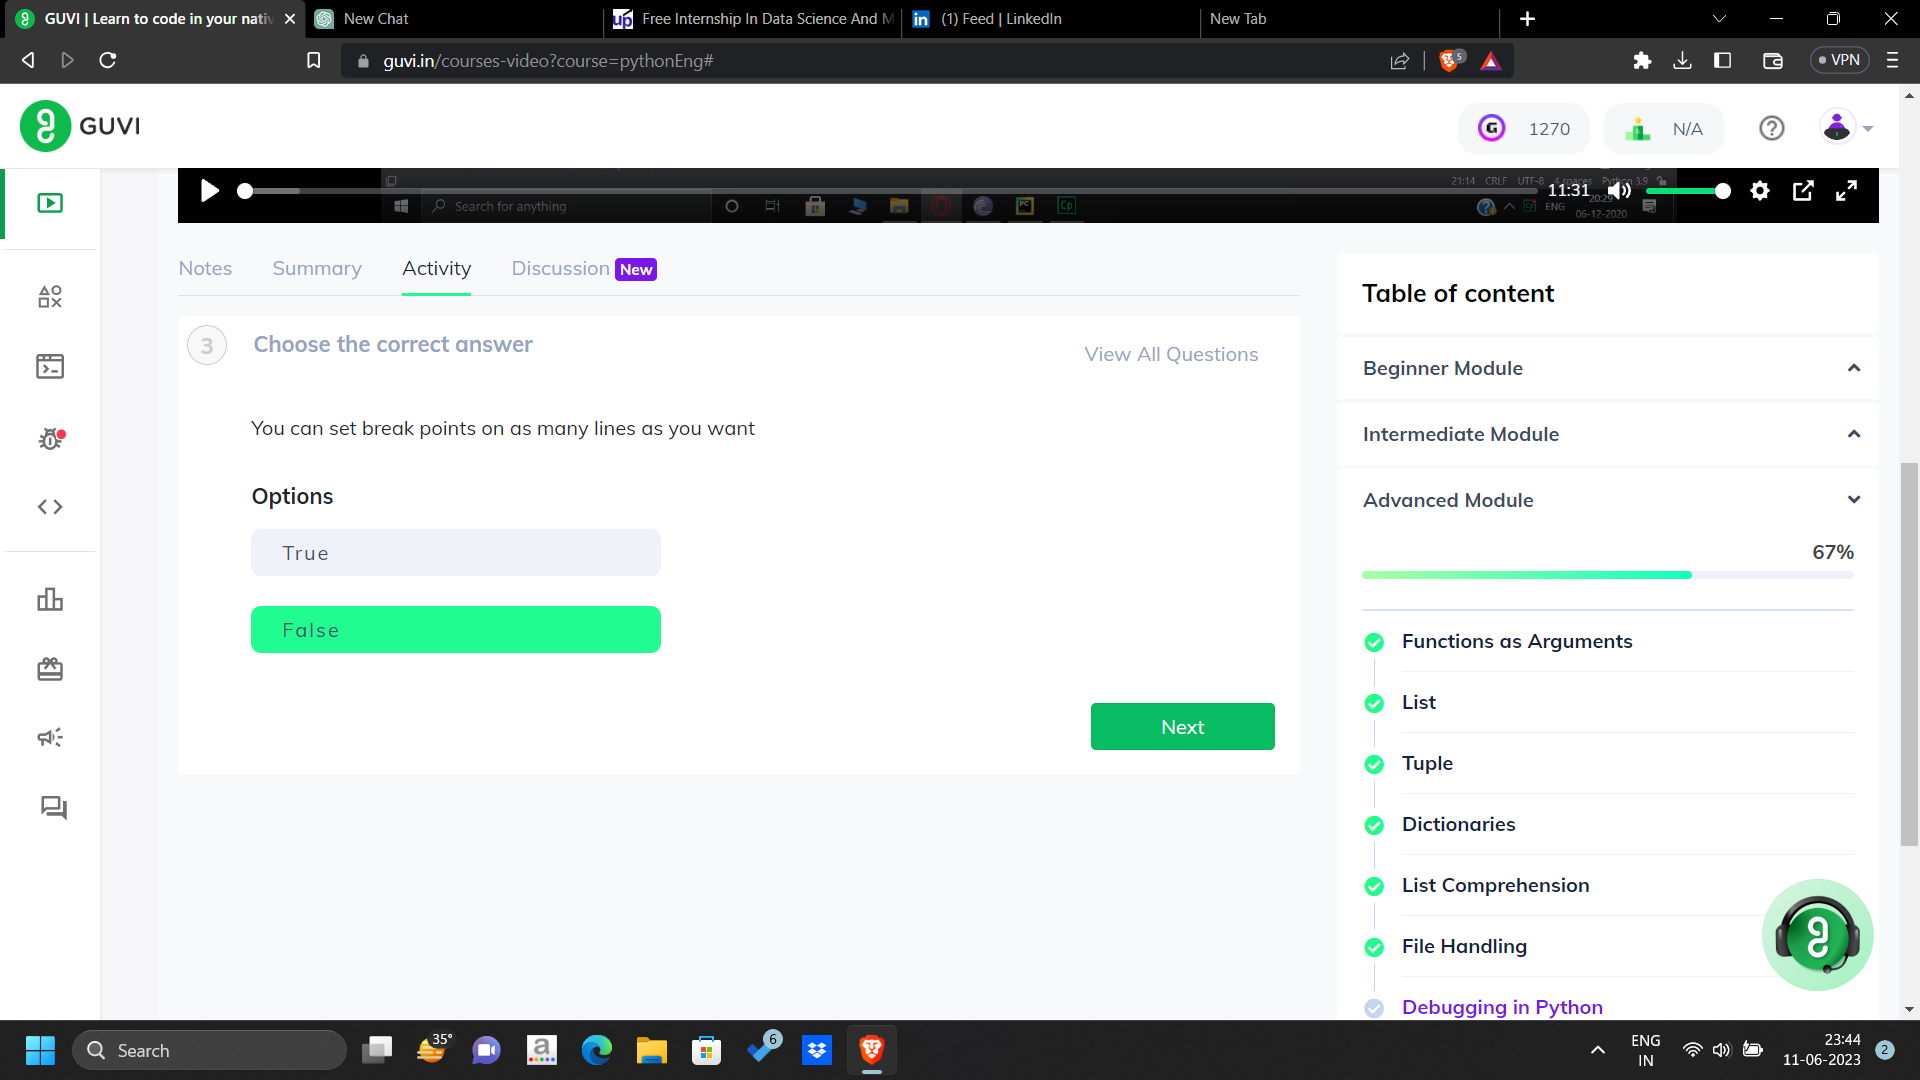 GUVI | Learn to code in your nativ
New Chat
Free Internship In Data Science And M
(1) Feed | LinkedIn
New Tab
guvi.in/courses-video?course=pythonEng#
5
VPN
GUVI
1270
N/A
21:14 CRLF UTF-8 4 spaces Python 3.9
11:31
Search for anything
ENG
20:29
06-12-2020
Notes
Summary
Activity
Discussion New
3
Choose the correct answer
View All Questions
You can set break points on as many lines as you want
Options
True
False
Next
Table of content
Beginner Module
Intermediate Module
Advanced Module
67%
Functions as Arguments
List
Tuple
Dictionaries
List Comprehension
File Handling
Debugging in Python
Search
35°
6
ENG
IN
23:44
11-06-2023
2